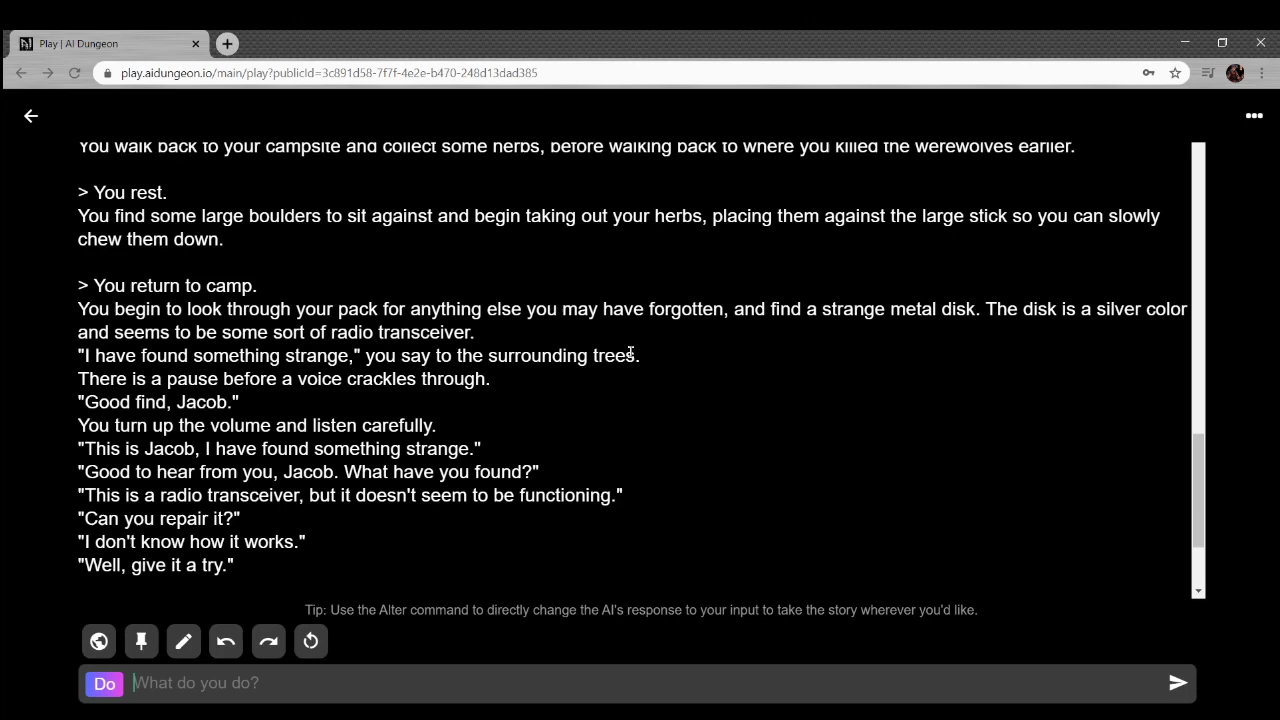 Play | AI Dungeon
play.aidungeon.io/main/play?publicId=3c891d58-7f7f-4e2e-b470-248d13dad385
You walk back to your campsite and collect some herbs, before walking back to where you killed the werewolves earlier.
> You rest.
You find some large boulders to sit against and begin taking out your herbs, placing them against the large stick so you can slowly
chew them down.
> You return to camp.
You begin to look through your pack for anything else you may have forgotten, and find a strange metal disk. The disk is a silver color
and seems to be some sort of radio transceiver.
"I have found something strange," you say to the surrounding trees.
There is a pause before a voice crackles through.
"Good find, Jacob."
You turn up the volume and listen carefully.
"This is Jacob, I have found something strange."
"Good to hear from you, Jacob. What have you found?"
"This is a radio transceiver, but it doesn't seem to be functioning."
"Can you repair it?"
"I don't know how it works."
"Well, give it a try."
Tip: Use the Alter command to directly change the AI's response to your input to take the story wherever you'd like.
Do What do you do?